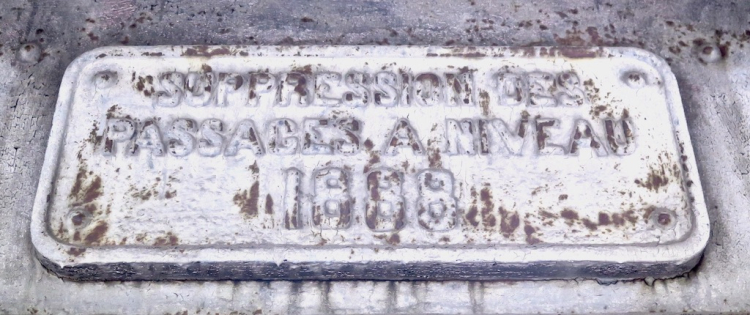 SUPPRESSION DES
PASSAGES A NIVEAU
1888